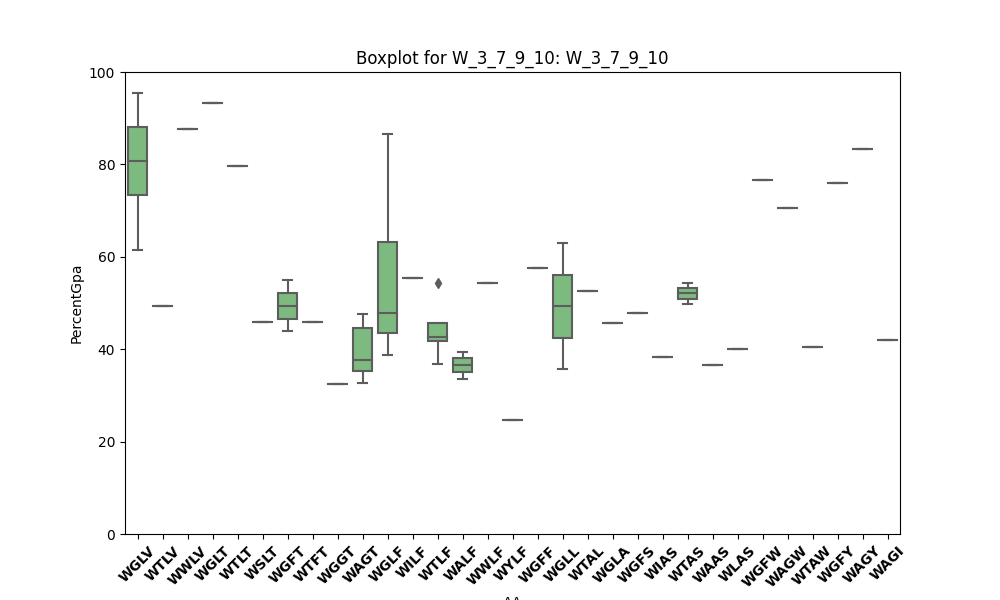 Boxplot for W_3_7_9_10: W_3_7_9_10
PercentGpa
100
80
60
40
20
0
WGLV
WTLV
WWLV
WGLT
WTLT
WSLT
WGFT
WTFT
WGGT
WAGT
WGLF
WILF
WTLF
WALF
WWLF
WYLF
WGFF
WGLL
WTAL
WGLA
WGFS
WIAS
WTAS
WAAS
WLAS
WGFW
WAGW
WTAW
WGFY
WAGY
WAGI